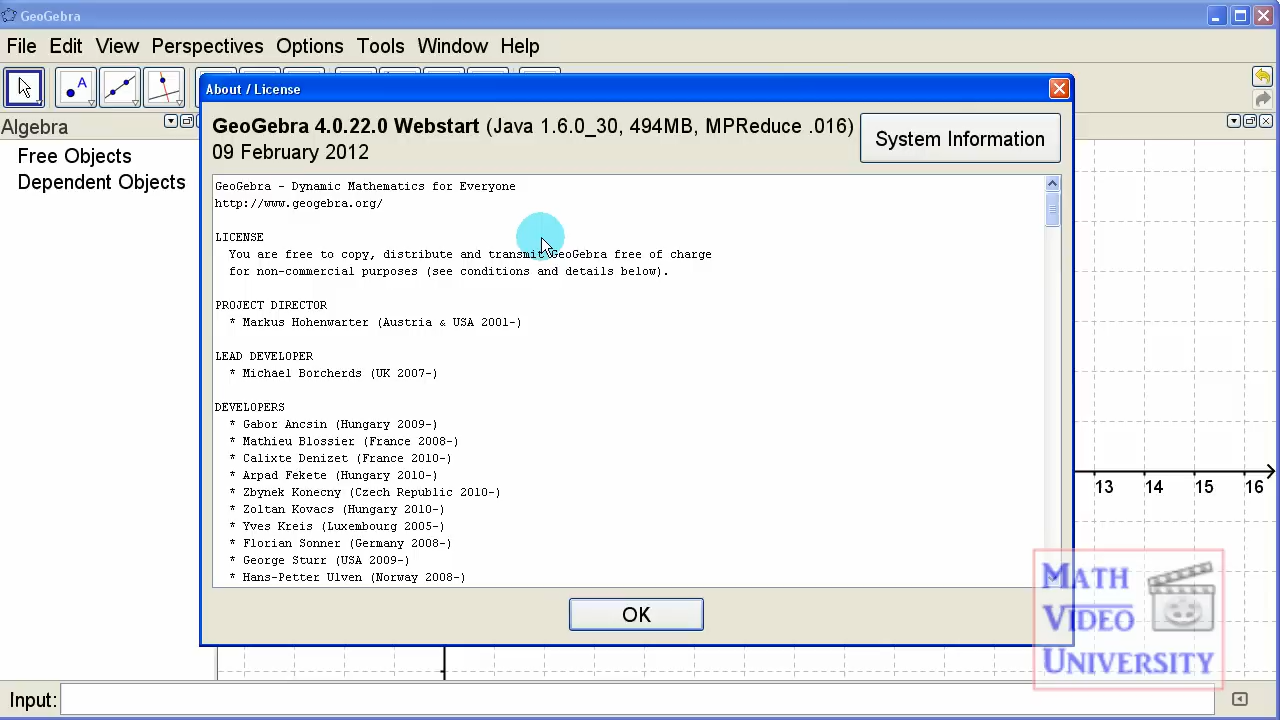 GeoGebra
File Edit View Perspectives Options Tools Window Help
A
About / License
Algebra
GeoGebra 4.0.22.0 Webstart (Java 1.6.0_30, 494MB, MPReduce .016)
09 February 2012
System Information
Free Objects
Dependent Objects
GeoGebra - Dynamic Mathematics for Everyone
http://www.geogebra.org/
LICENSE
You are free to copy, distribute and transmit GeoGebra free of charge
for non-commercial purposes (see conditions and details below).
PROJECT DIRECTOR
* Markus Hohenwarter (Austria & USA 2001-)
LEAD DEVELOPER
* Michael Borcherds (UK 2007-)
DEVELOPERS
* Gabor Ancsin (Hungary 2009-)
* Mathieu Blossier (France 2008-)
* Calixte Denizet (France 2010-)
* Arpad Fekete (Hungary 2010-)
* Zbynek Konecny (Czech Republic 2010-)
* Zoltan Kovacs (Hungary 2010-)
* Yves Kreis (Luxembourg 2005-)
* Florian Sonner (Germany 2008-)
* George Sturr (USA 2009-)
* Hans-Petter Ulven (Norway 2008-)
13 14 15 16
OK
MATH
VIDEO
UNIVERSITY
Input: